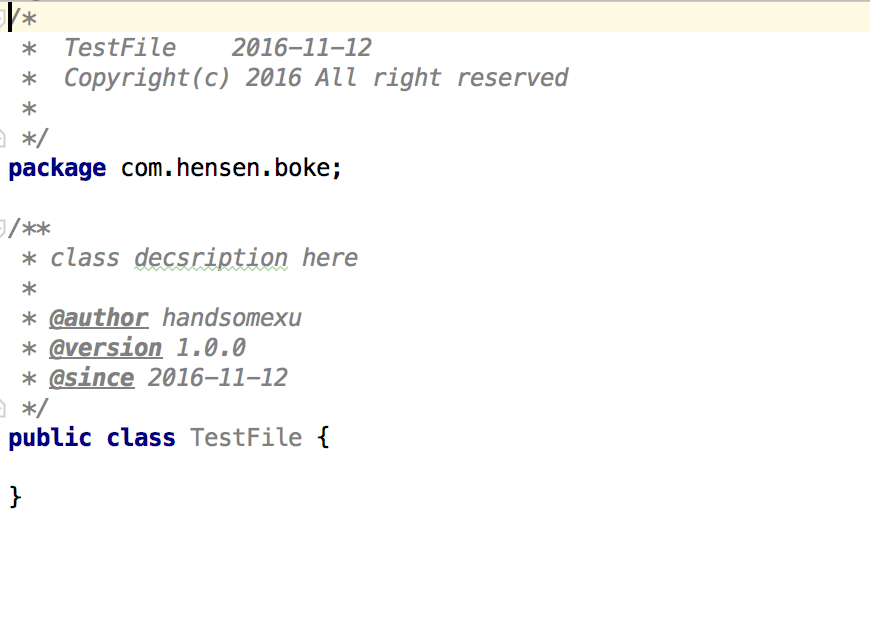 /*
 *  TestFile    2016-11-12
 *  Copyright(c) 2016 All right reserved
 *
 */
package com.hensen.boke;

/**
 * class decsription here
 *
 * @author handsomexu
 * @version 1.0.0
 * @since 2016-11-12
 */
public class TestFile {

}